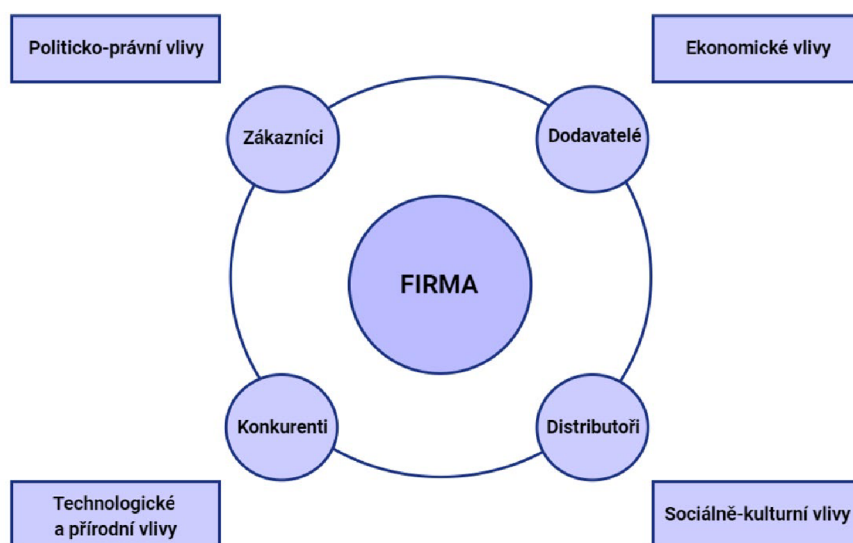 Politicko-právní vlivy
Ekonomické vlivy
Zákazníci
Dodavatelé
FIRMA
Konkurenti
Distributoři
Technologické
a přírodní vlivy
Sociálně-kulturní vlivy